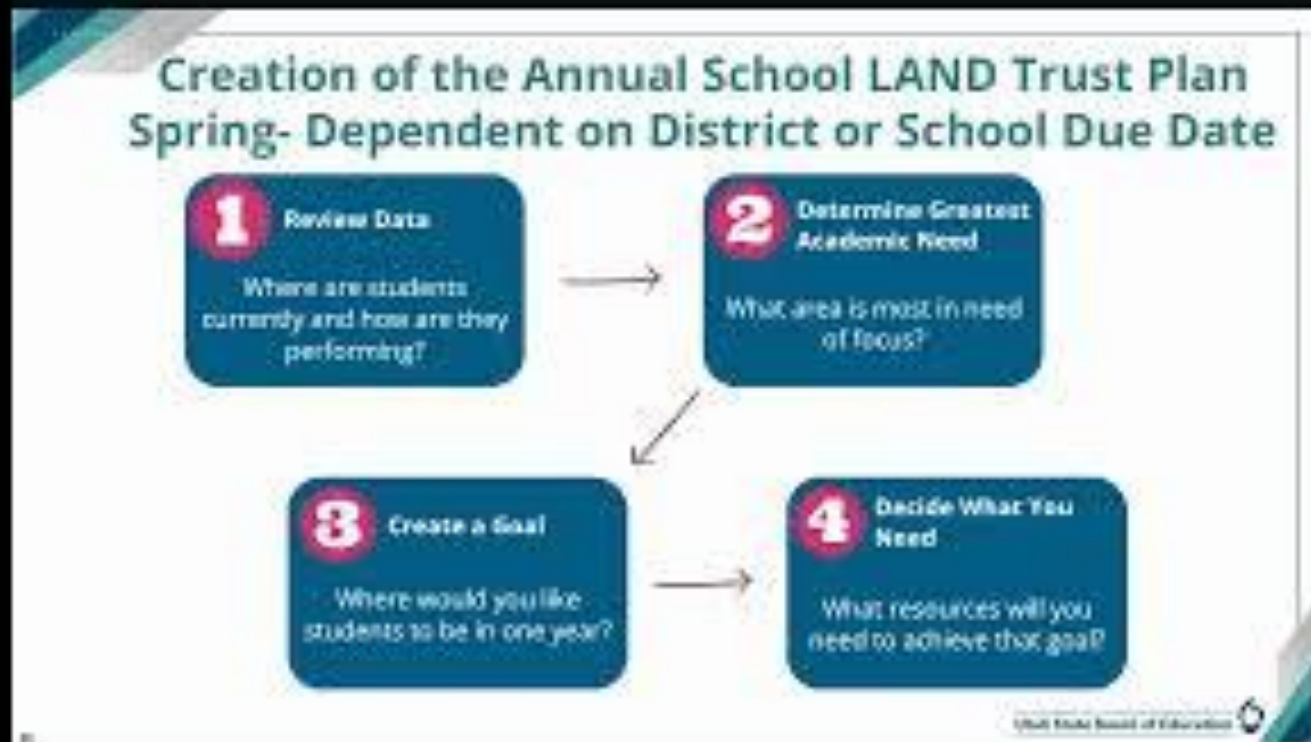 Creation of the Annual School LAND Trust Plan
Spring- Dependent on District or School Due Date
1
Review Data
Where are students
currently and how are they
performing?
2
Determine Greatest
Academic Need
What area is most in need
of focus?
3
Create a Goal
Where would you like
students to be in one year?
4
Decide What You
Need
What resources will you
need to achieve that goal?
Utah State Board of Education